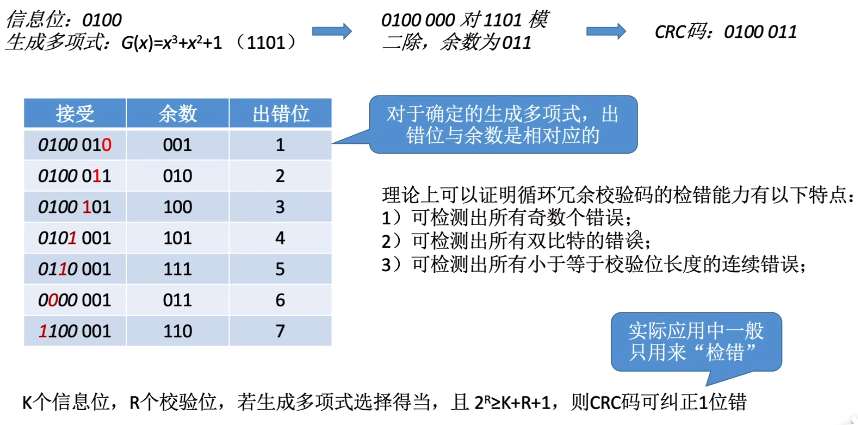 信息位：0100
生成多项式：G(x)=x³+x²+1 （1101）
0100 000 对 1101 模
二除，余数为 011
CRC码：0100 011
接受 余数 出错位
0100 010 001 1
0100 011 010 2
0100 101 100 3
0101 001 101 4
0110 001 111 5
0000 001 011 6
1100 001 110 7
对于确定的生成多项式，出
错位与余数是相对应的
理论上可以证明循环冗余校验码的检错能力有以下特点：
1）可检测出所有奇数个错误；
2）可检测出所有双比特的错误；
3）可检测出所有小于等于校验位长度的连续错误；
实际应用中一般
只用来“检错”
K个信息位，R个校验位，若生成多项式选择得当，且 2ᴿ≥K+R+1，则CRC码可纠正1位错